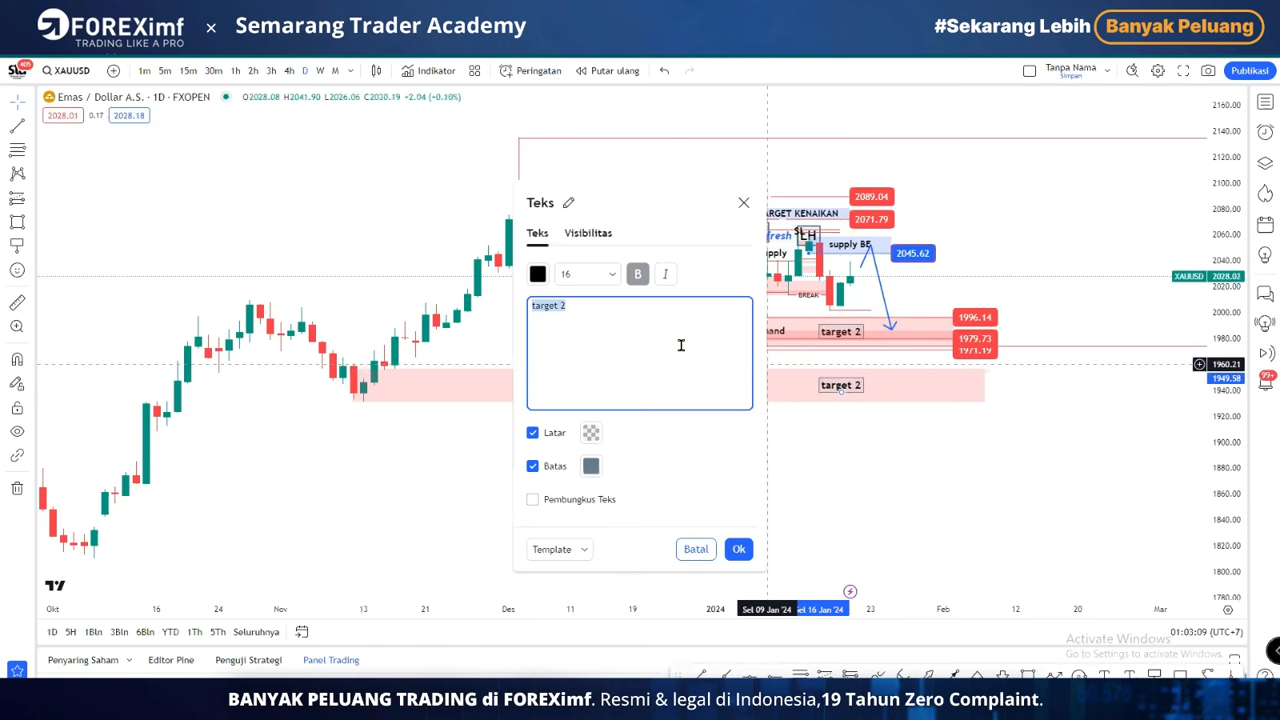 FOREXimf
TRADING LIKE A PRO
× Semarang Trader Academy
#Sekarang Lebih Banyak Peluang
405
XAUUSD
1m 5m 15m 30m 1h 2h 3h 4h D W M
Indikator
Peringatan
Putar ulang
Tanpa Nama
Simpan
Publikasi
Emas / Dollar A.S. · 1D · FXOPEN
O2028.08 H2041.90 L2026.06 C2030.19 +2.04 (+0.10%)
2028.01 0.17 2028.18
2160.00
2140.00
2120.00
2100.00
2080.00
2060.00
2040.00
XAUUSD 2028.02
2020.00
2000.00
1980.00
1960.21
1949.58
1940.00
1920.00
1900.00
1880.00
1860.00
1840.00
1820.00
1800.00
1780.00
2089.04
ARGET KENAIKAN
2071.79
fresh
LH
supply BE
pply
2045.62
BREAK
1996.14
and
target 2
1979.73
1971.19
target 2
Teks
Teks Visibilitas
16 B I
target 2
Latar
Batas
Pembungkus Teks
Template
Batal
Ok
Okt 16 24 Nov 13 21 Des 11 19 2024 Sel 09 Jan '24 Sel 16 Jan '24 23 Feb 12 20 Mar
1D 5H 1Bln 3Bln 6Bln YTD 1Th 5Th Seluruhnya
01:03:09 (UTC+7)
Activate Windows
Go to Settings to activate Windows.
Penyaring Saham
Editor Pine
Penguji Strategi
Panel Trading
99+
BANYAK PELUANG TRADING di FOREXimf. Resmi & legal di Indonesia,19 Tahun Zero Complaint.